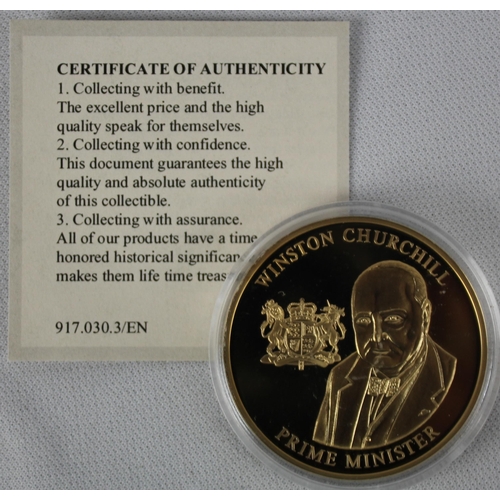 CERTIFICATE OF AUTHENTICITY
1. Collecting with benefit.
The excellent price and the high
quality speak for themselves.
2. Collecting with confidence.
This document guarantees the high
quality and absolute authenticity
of this collectible.
3. Collecting with assurance.
All of our products have a time
honored historical significan
makes them life time treas
917.030.3/EN
WINSTON CHURCHILL,
PRIME MINISTER